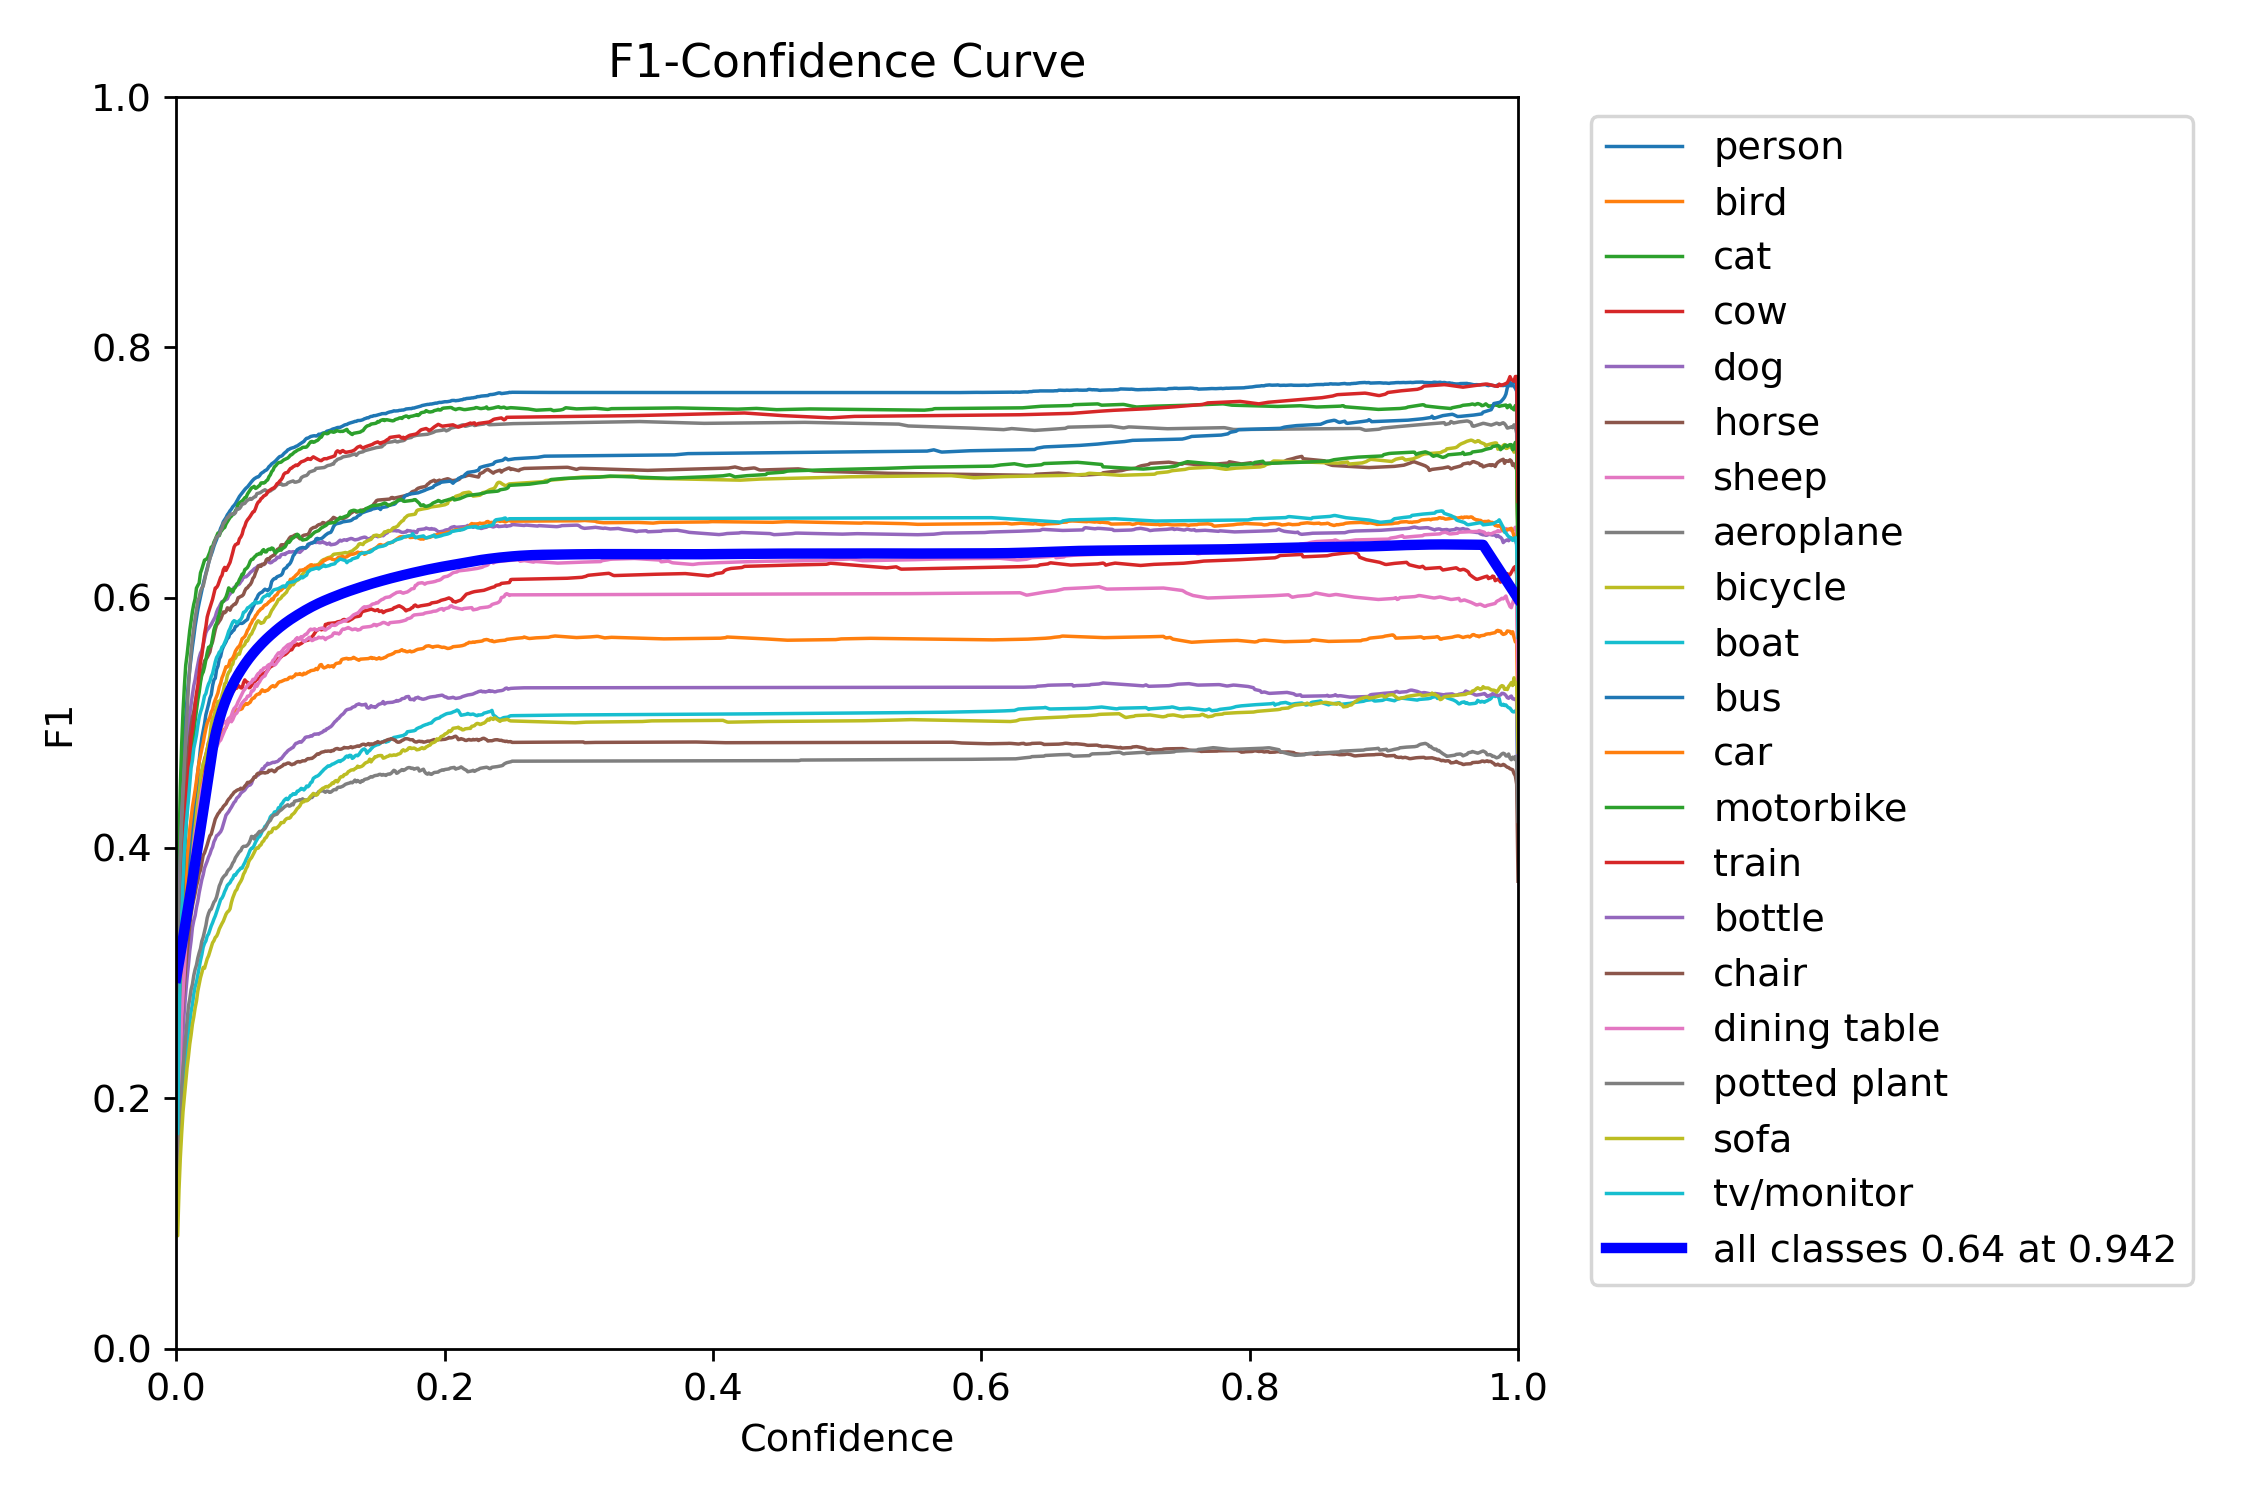 F1-Confidence Curve
1.0
0.8
0.6
0.4
0.2
0.0
F1
0.0 0.2 0.4 0.6 0.8 1.0
Confidence
person
bird
cat
cow
dog
horse
sheep
aeroplane
bicycle
boat
bus
car
motorbike
train
bottle
chair
dining table
potted plant
sofa
tv/monitor
all classes 0.64 at 0.942